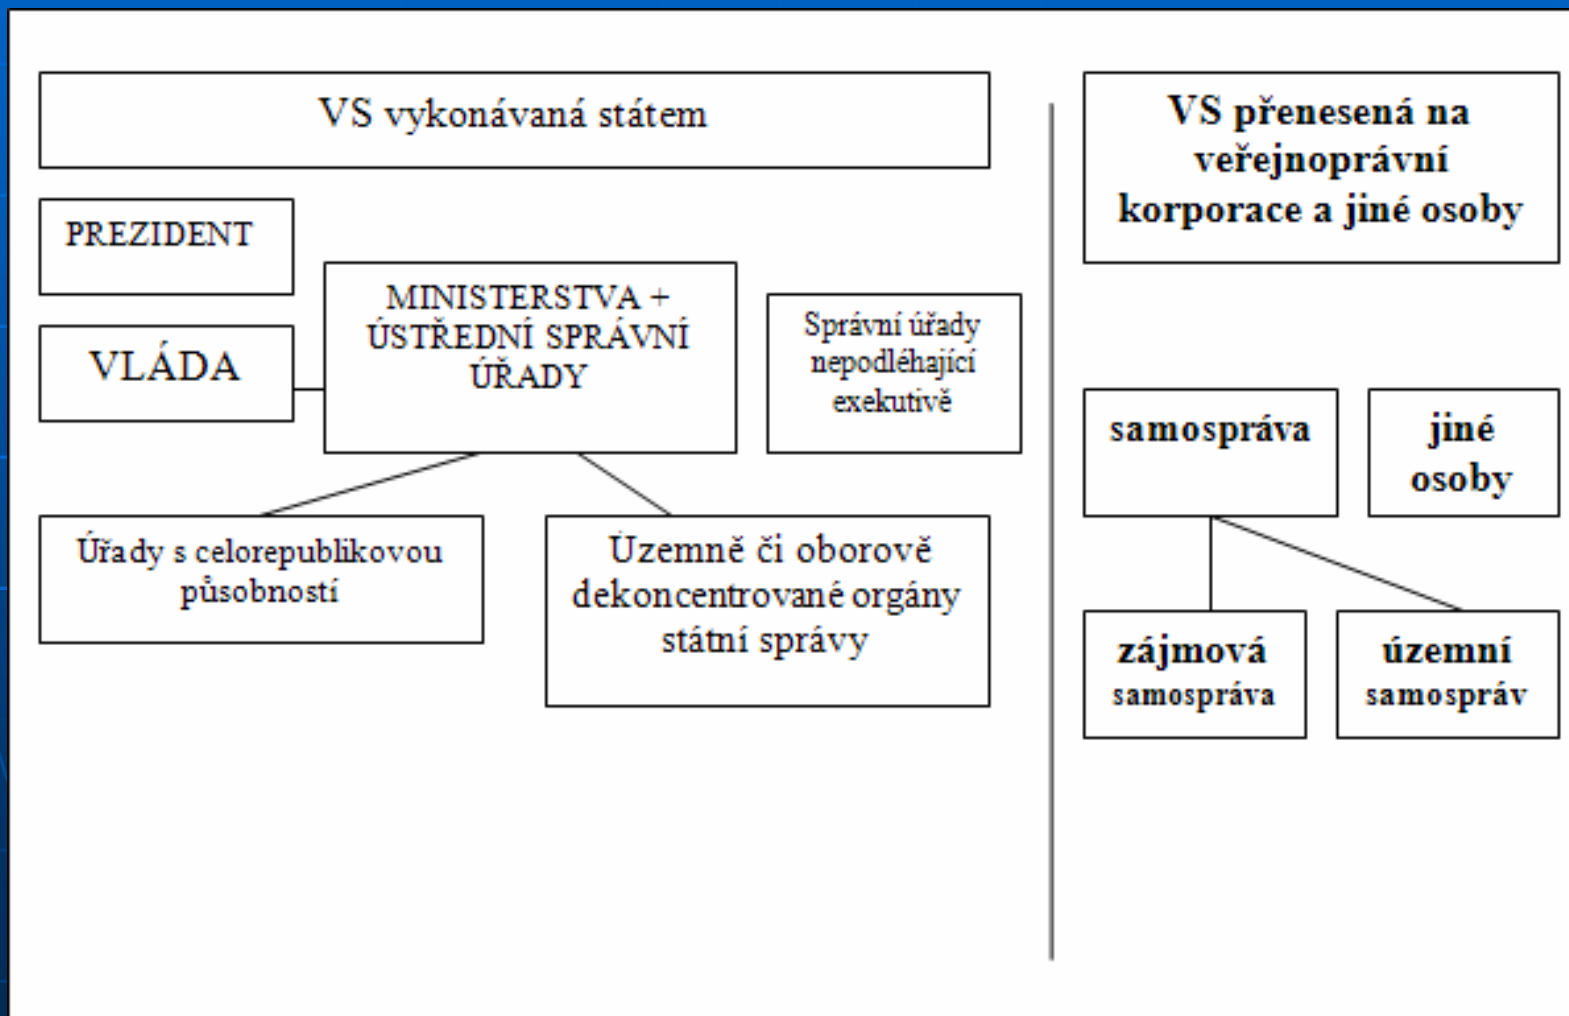 VS vykonávaná státem
PREZIDENT
VLÁDA
MINISTERSTVA +
ÚSTŘEDNÍ SPRÁVNÍ
ÚŘADY
Správní úřady
nepodléhající
exekutivě
Úřady s celorepublikovou
působností
Územně či oborově
dekoncentrované orgány
státní správy
VS přenesená na
veřejnoprávní
korporace a jiné osoby
samospráva
jiné
osoby
zájmová
samospráva
územní
samospráv